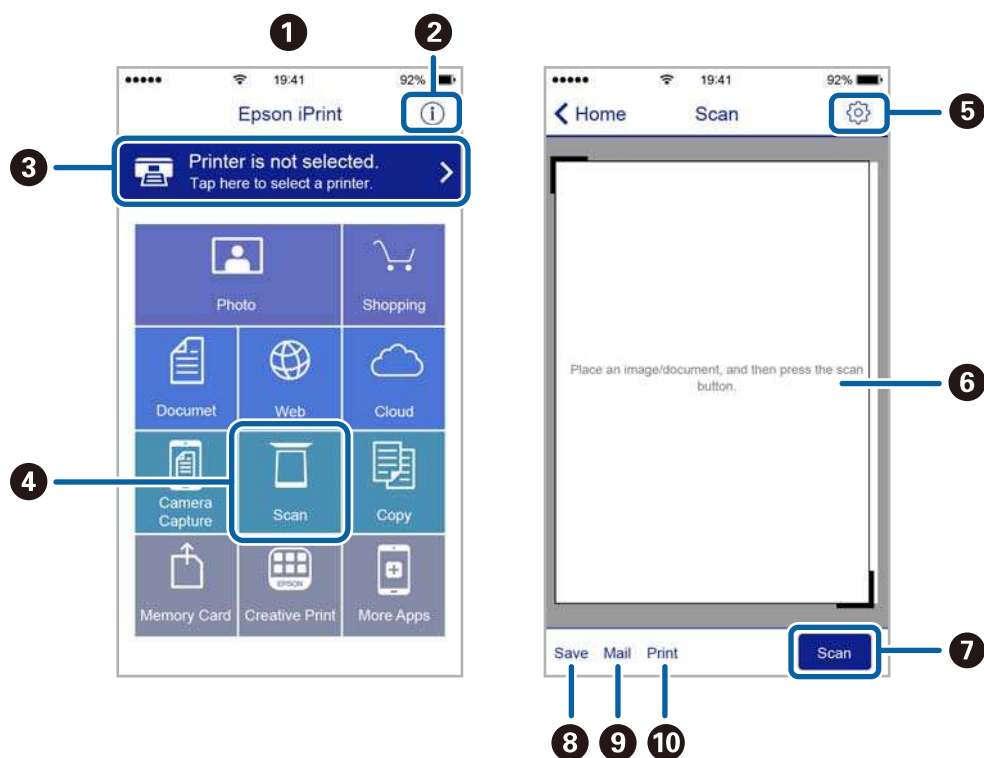 1
2
19:41
92%
Epson iPrint
3
Printer is not selected.
Tap here to select a printer.
Photo
Shopping
Documet
Web
Cloud
4
Camera
Capture
Scan
Copy
EPSON
Memory Card
Creative Print
More Apps
19:41
92%
Home
Scan
5
Place an image/document, and then press the scan
button.
6
Save Mail Print
Scan
7
8 9 10